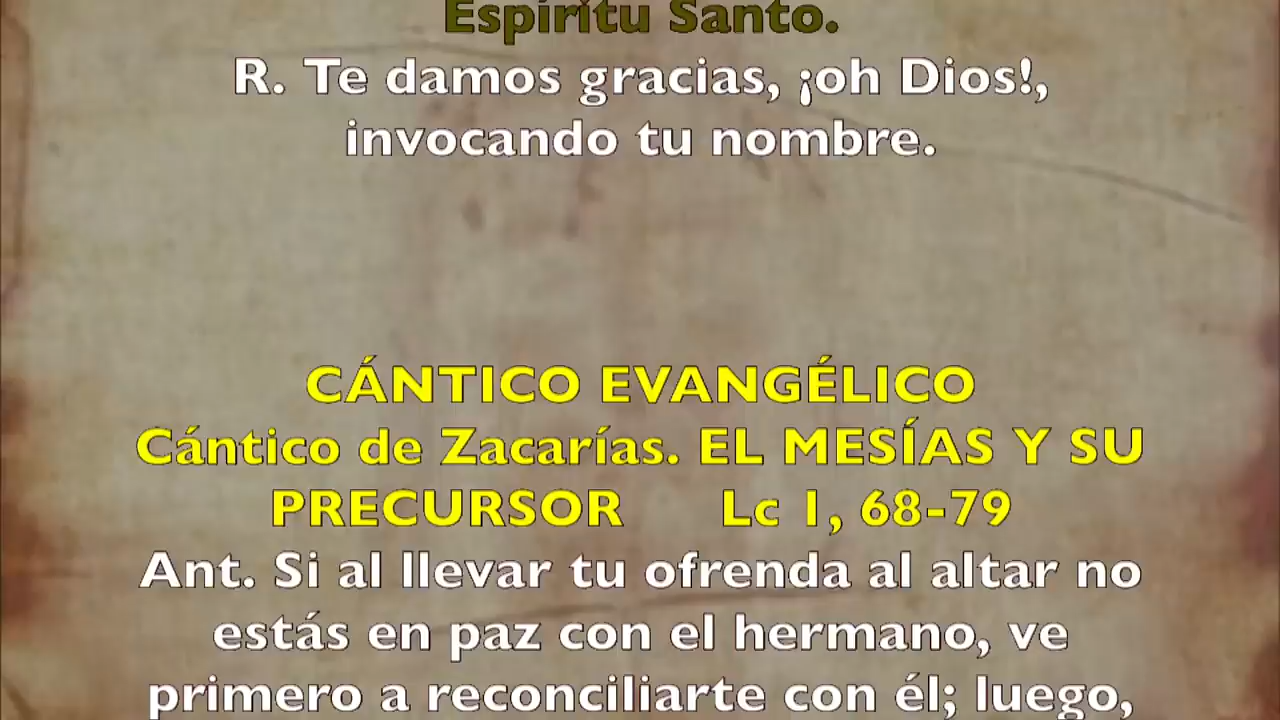 Espíritu Santo.
R. Te damos gracias, ¡oh Dios!,
invocando tu nombre.
CÁNTICO EVANGÉLICO
Cántico de Zacarías. EL MESÍAS Y SU
PRECURSOR Lc 1, 68-79
Ant. Si al llevar tu ofrenda al altar no
estás en paz con el hermano, ve
primero a reconciliarte con él; luego,